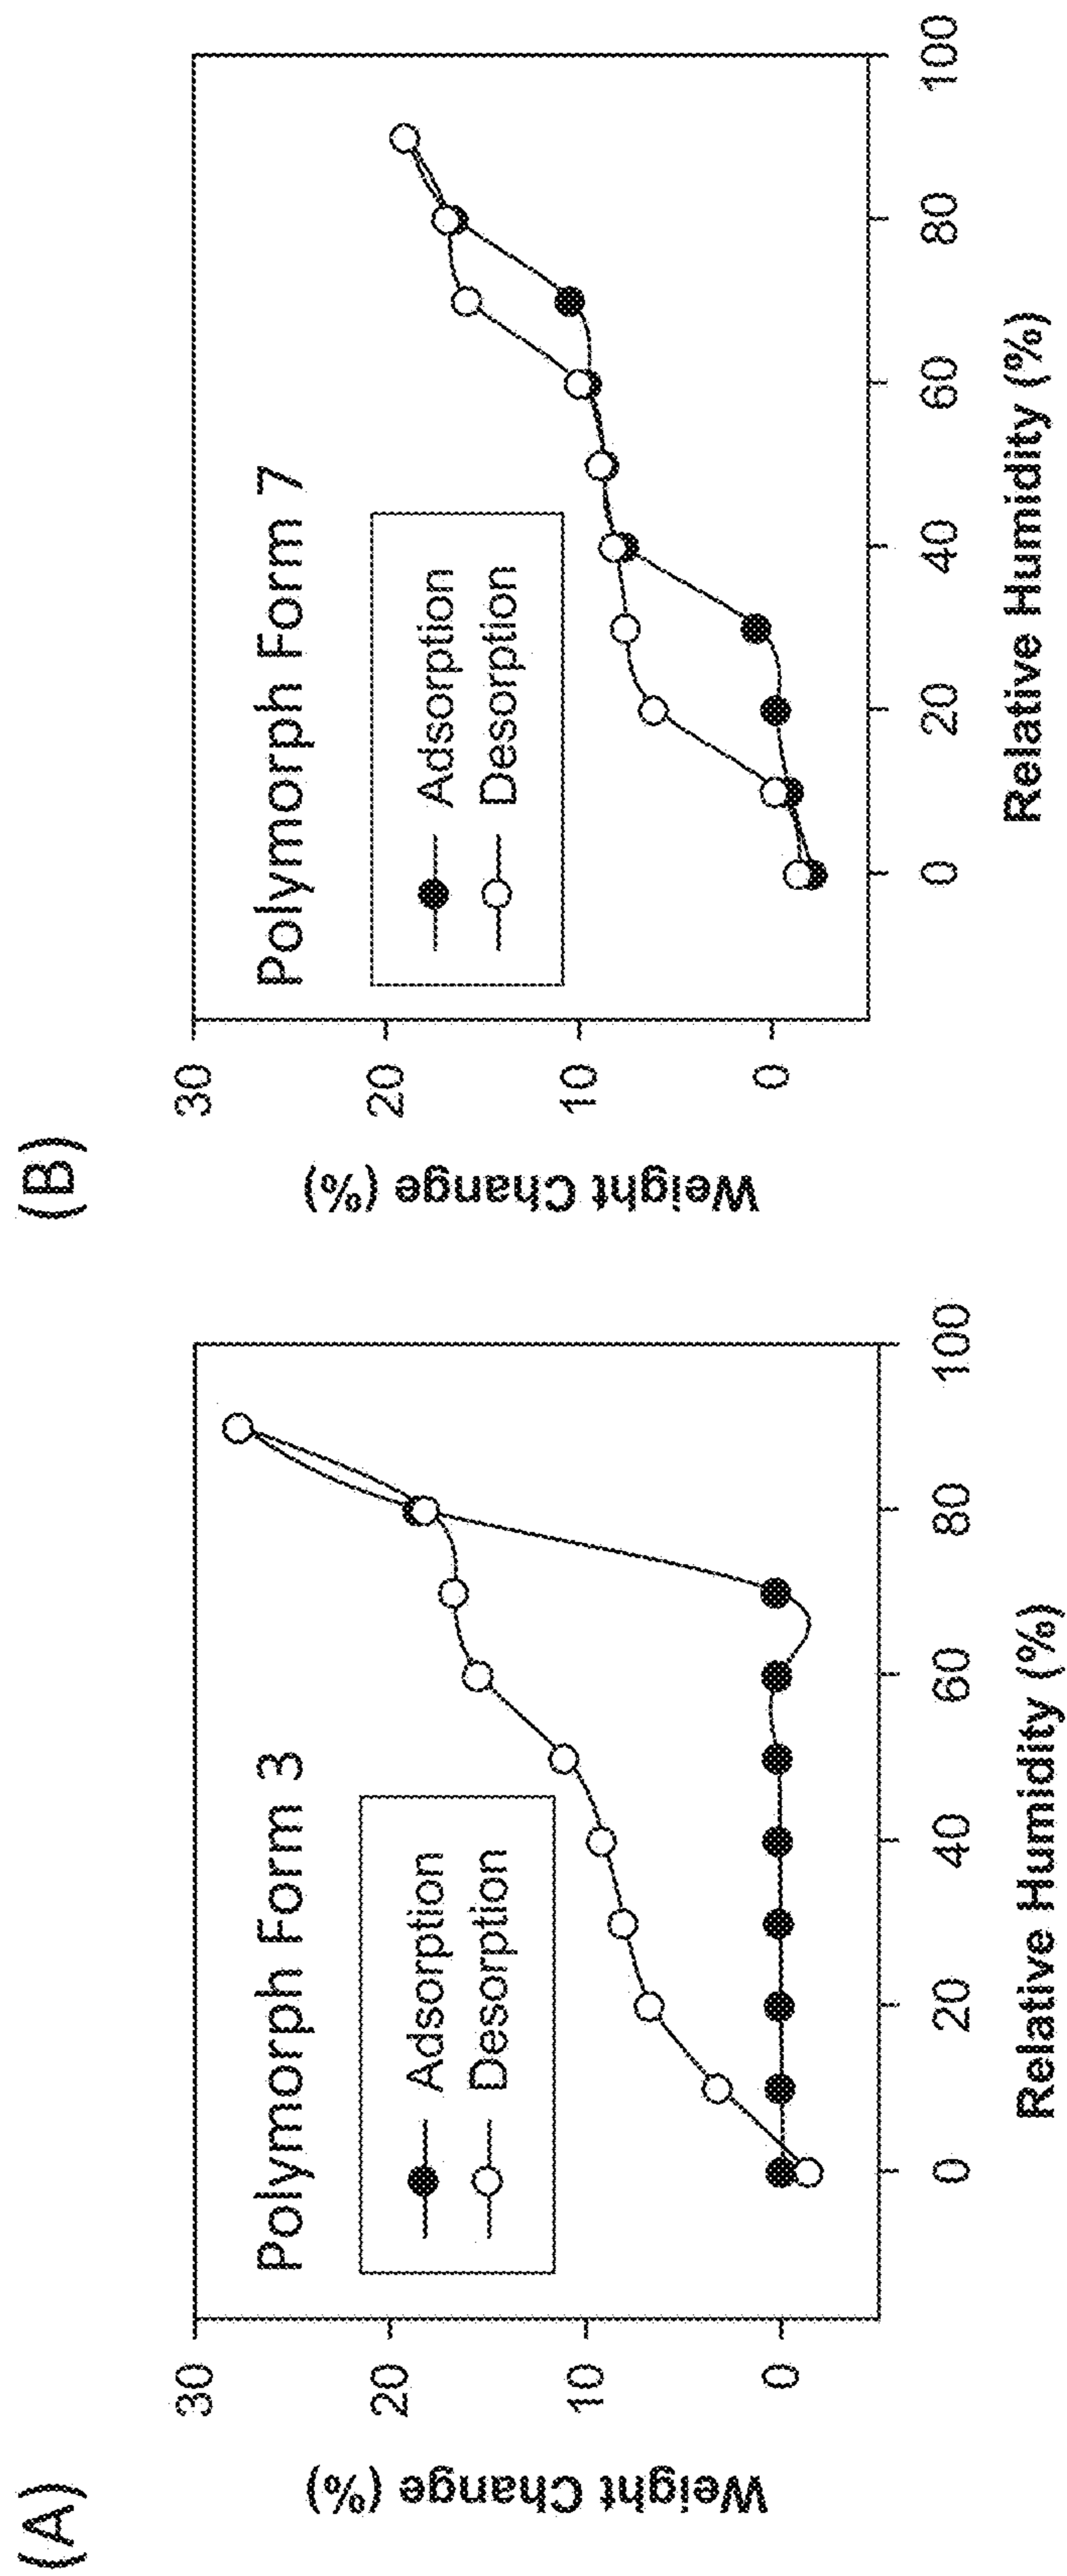 (A)
Polymorph Form 3
Adsorption
Desorption
30
20
10
0
Weight Change (%)
0 20 40 60 80 100
Relative Humidity (%)
(B)
Polymorph Form 7
Adsorption
Desorption
30
20
10
0
Weight Change (%)
0 20 40 60 80 100
Relative Humidity (%)